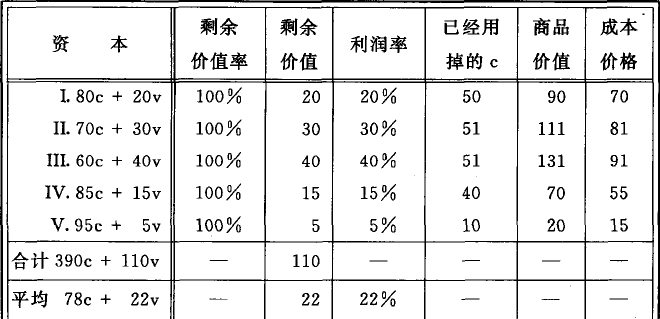 资 本 剩余价值率 剩余价值 利润率 已经用掉的c 商品价值 成本价格
I. 80c + 20v 100% 20 20% 50 90 70
II. 70c + 30v 100% 30 30% 51 111 81
III. 60c + 40v 100% 40 40% 51 131 91
IV. 85c + 15v 100% 15 15% 40 70 55
V. 95c + 5v 100% 5 5% 10 20 15
合计 390c + 110v — 110 — — — —
平均 78c + 22v — 22 22% — — —